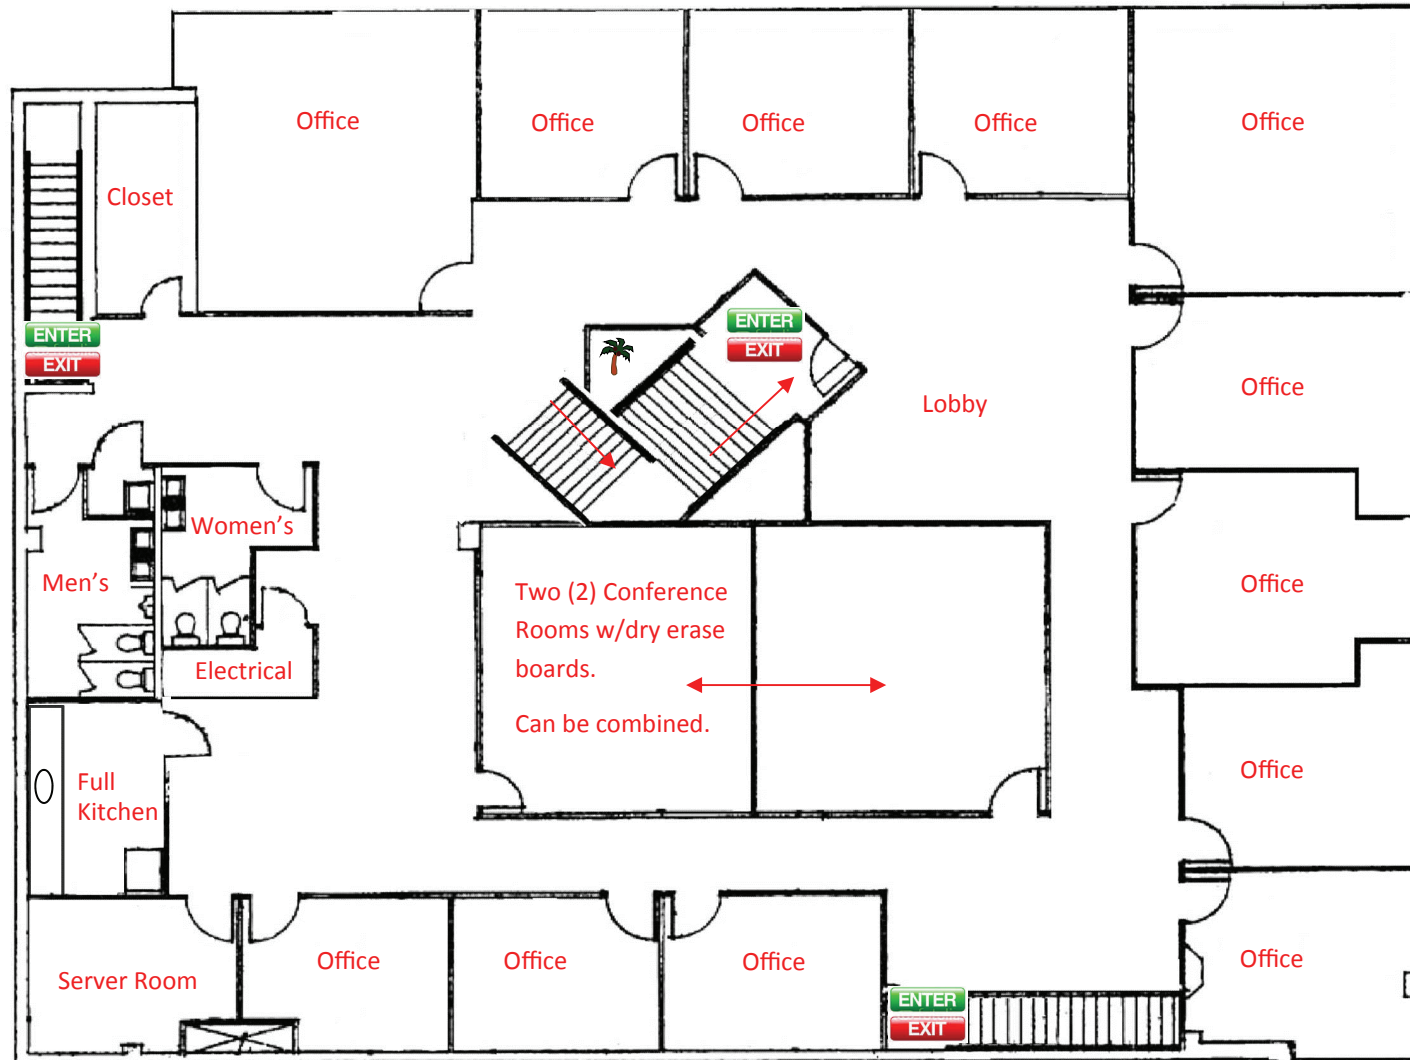 Office
Office
Office
Office
Office
Closet
ENTER
EXIT
ENTER
EXIT
Office
Lobby
Women's
Men's
Office
Two (2) Conference
Rooms w/dry erase
boards.
Can be combined.
Electrical
Office
Full
Kitchen
Server Room
Office
Office
Office
Office
ENTER
EXIT